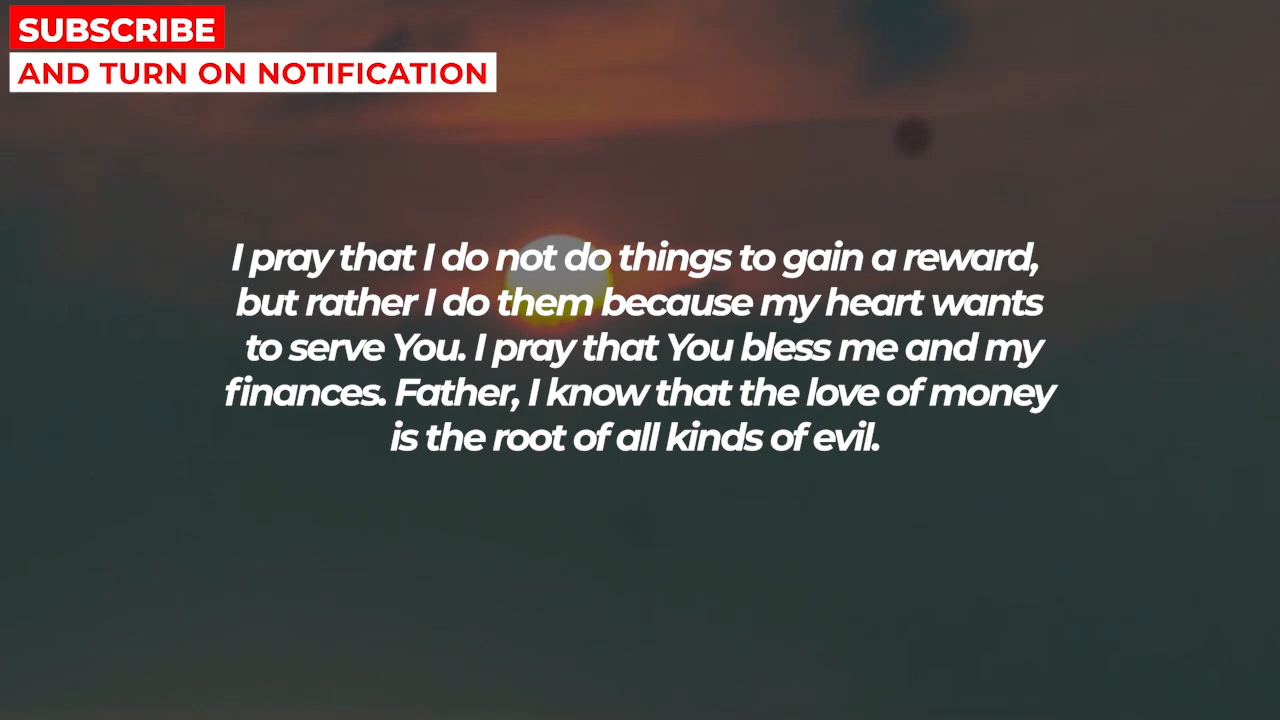 SUBSCRIBE
AND TURN ON NOTIFICATION
I pray that I do not do things to gain a reward,
but rather I do them because my heart wants
to serve You. I pray that You bless me and my
finances. Father, I know that the love of money
is the root of all kinds of evil.